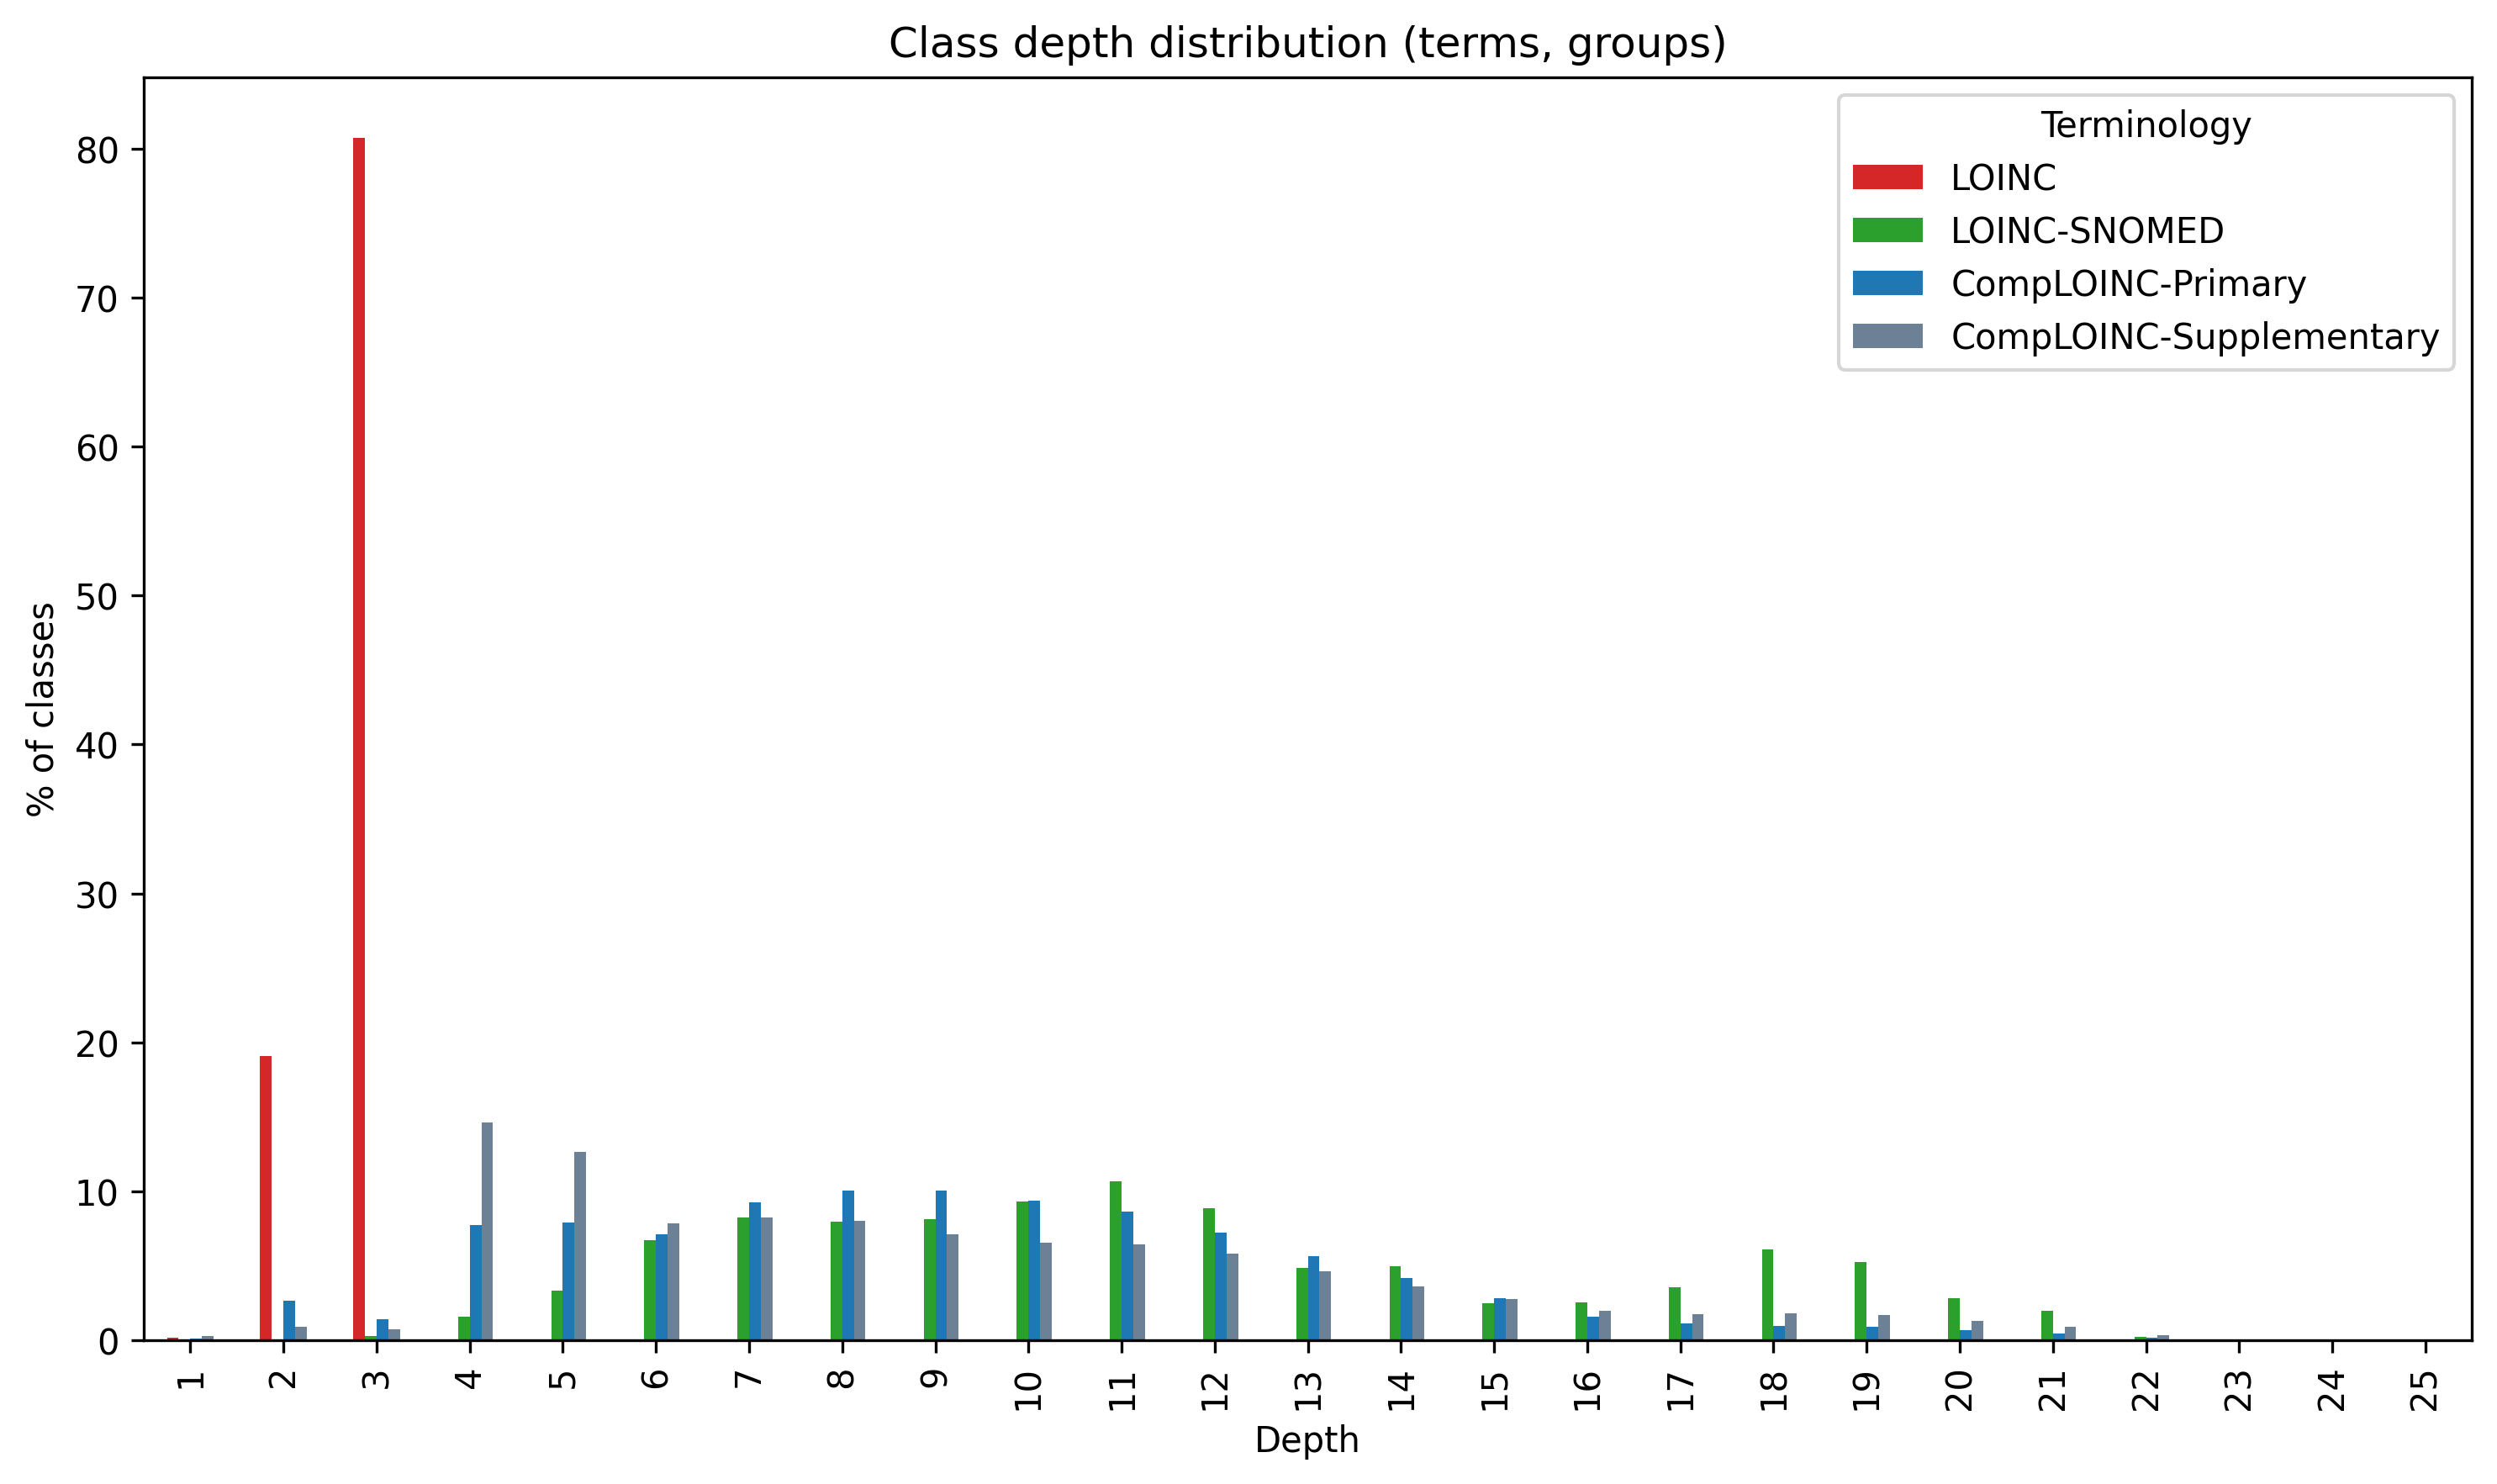 Class depth distribution (terms, groups)
Terminology
LOINC
LOINC-SNOMED
CompLOINC-Primary
CompLOINC-Supplementary
% of classes
80
70
60
50
40
30
20
10
0
1 2 3 4 5 6 7 8 9 10 11 12 13 14 15 16 17 18 19 20 21 22 23 24 25
Depth